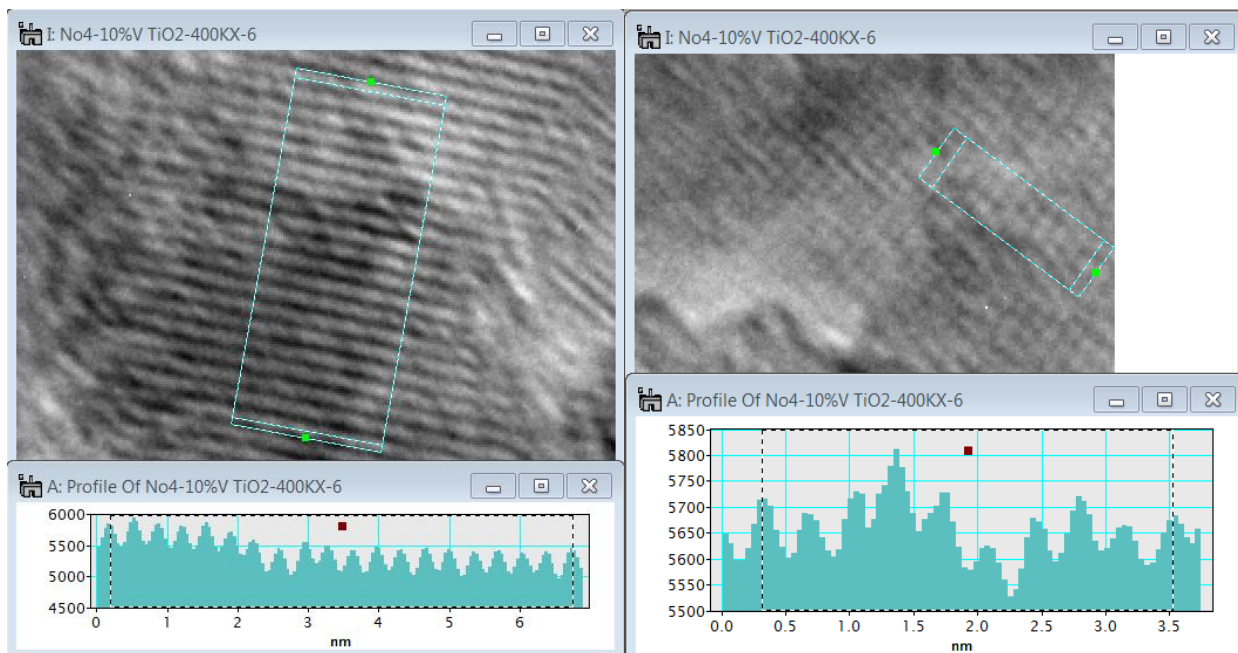 I: No4-10%V TiO2-400KX-6
A: Profile Of No4-10%V TiO2-400KX-6
6000
5500
5000
4500
0 1 2 3 4 5 6
nm
I: No4-10%V TiO2-400KX-6
A: Profile Of No4-10%V TiO2-400KX-6
5850
5800
5750
5700
5650
5600
5550
5500
0.0 0.5 1.0 1.5 2.0 2.5 3.0 3.5
nm